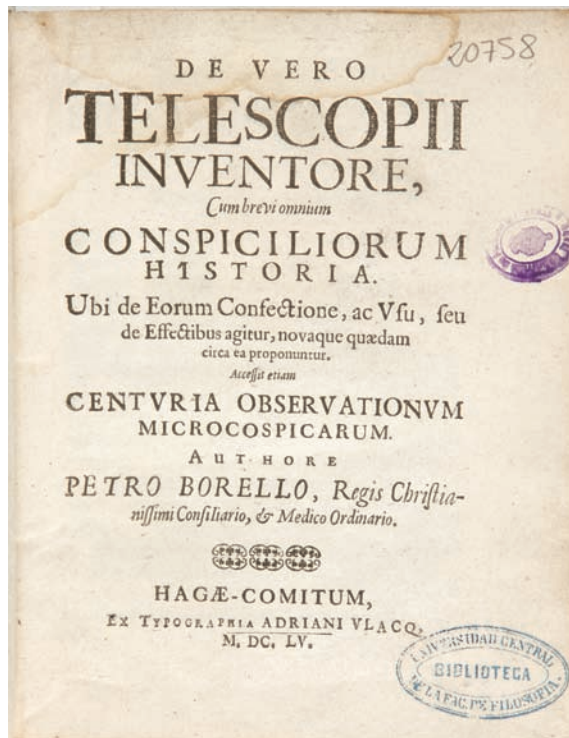 20758
DE VERO
TELESCOPII
INVENTORE,
Cum brevi omnium
CONSPICILIORUM
HISTORIA.
Ubi de Eorum Confectione, ac Vſu, ſeu
de Effectibus agitur, novaque quædam
circa ea proponuntur.
Acceſſit etiam
CENTVRIA OBSERVATIONVM
MICROCOSPICARUM.
AUTHORE
PETRO BORELLO, Regis Chriſtia-
niſſimi Conſiliario, & Medico Ordinario.
HAGÆ-COMITUM,
Ex Typographia ADRIANI VLACQ,
M. DC. LV.
UNIVERSIDAD CENTRAL
BIBLIOTECA
DE LA FAC. DE FILOSOFIA.